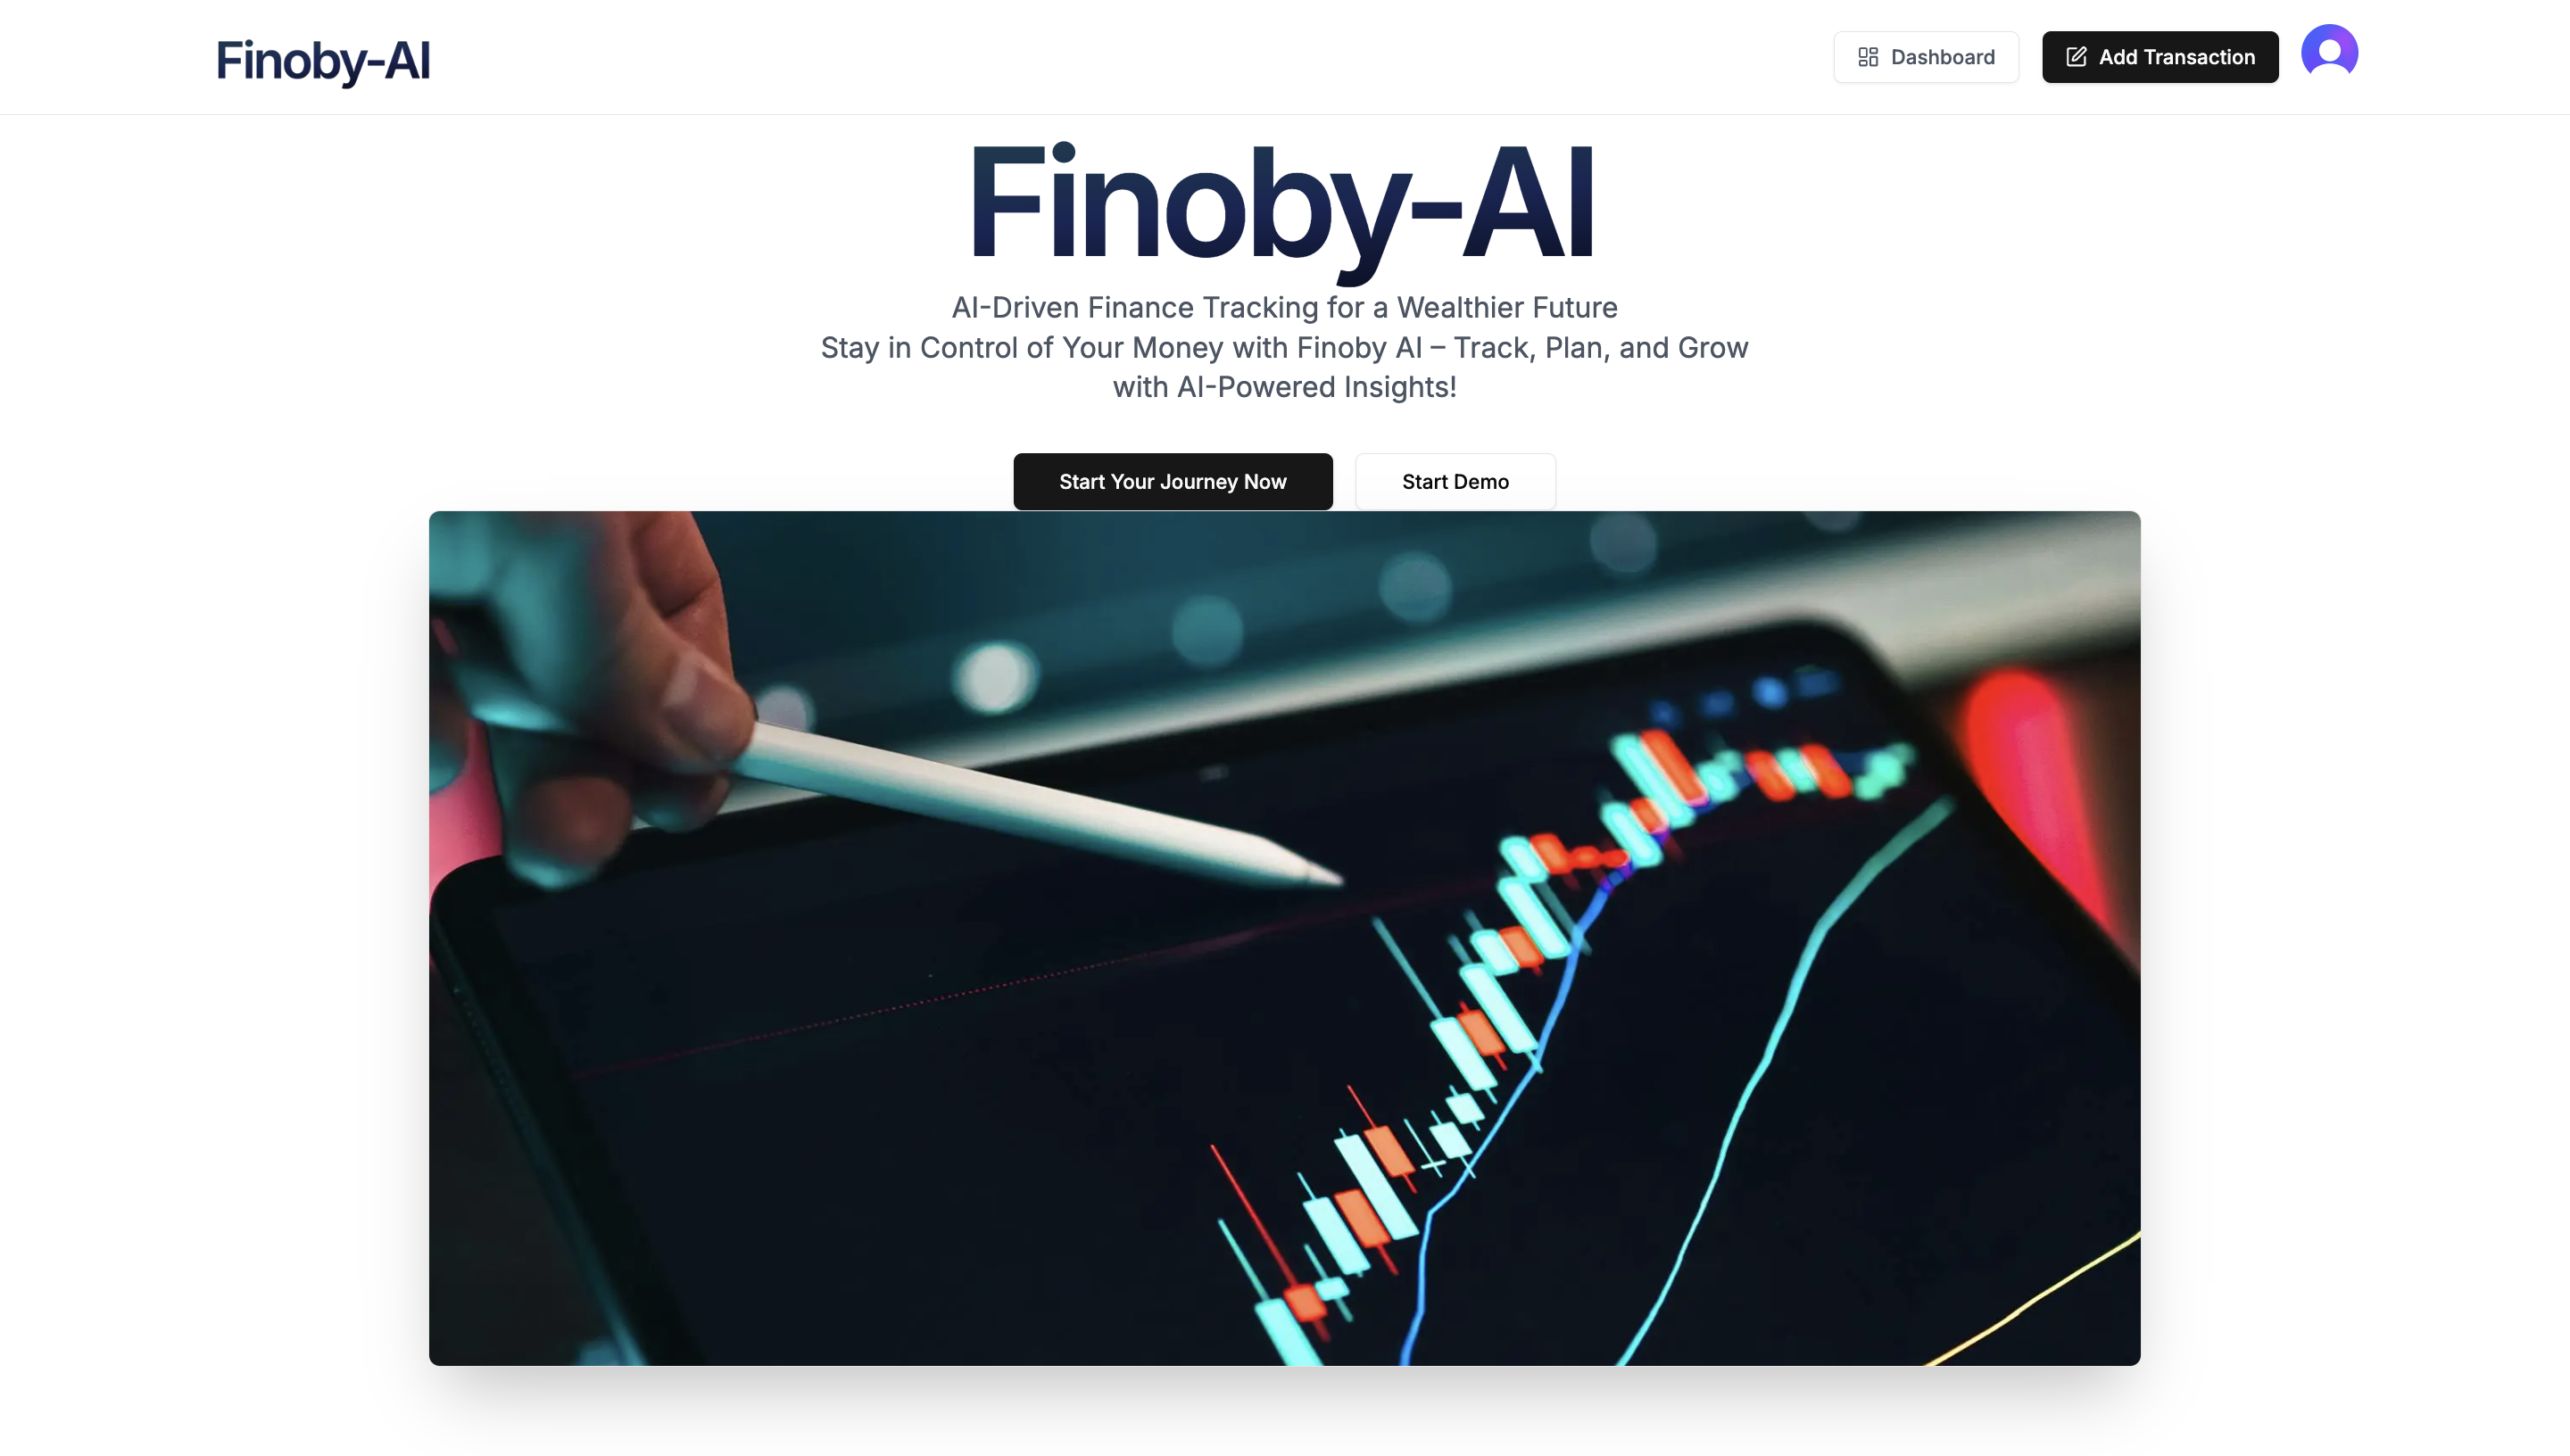 Finoby-AI
Dashboard
Add Transaction
Finoby-AI
AI-Driven Finance Tracking for a Wealthier Future
Stay in Control of Your Money with Finoby AI – Track, Plan, and Grow
with AI-Powered Insights!
Start Your Journey Now
Start Demo